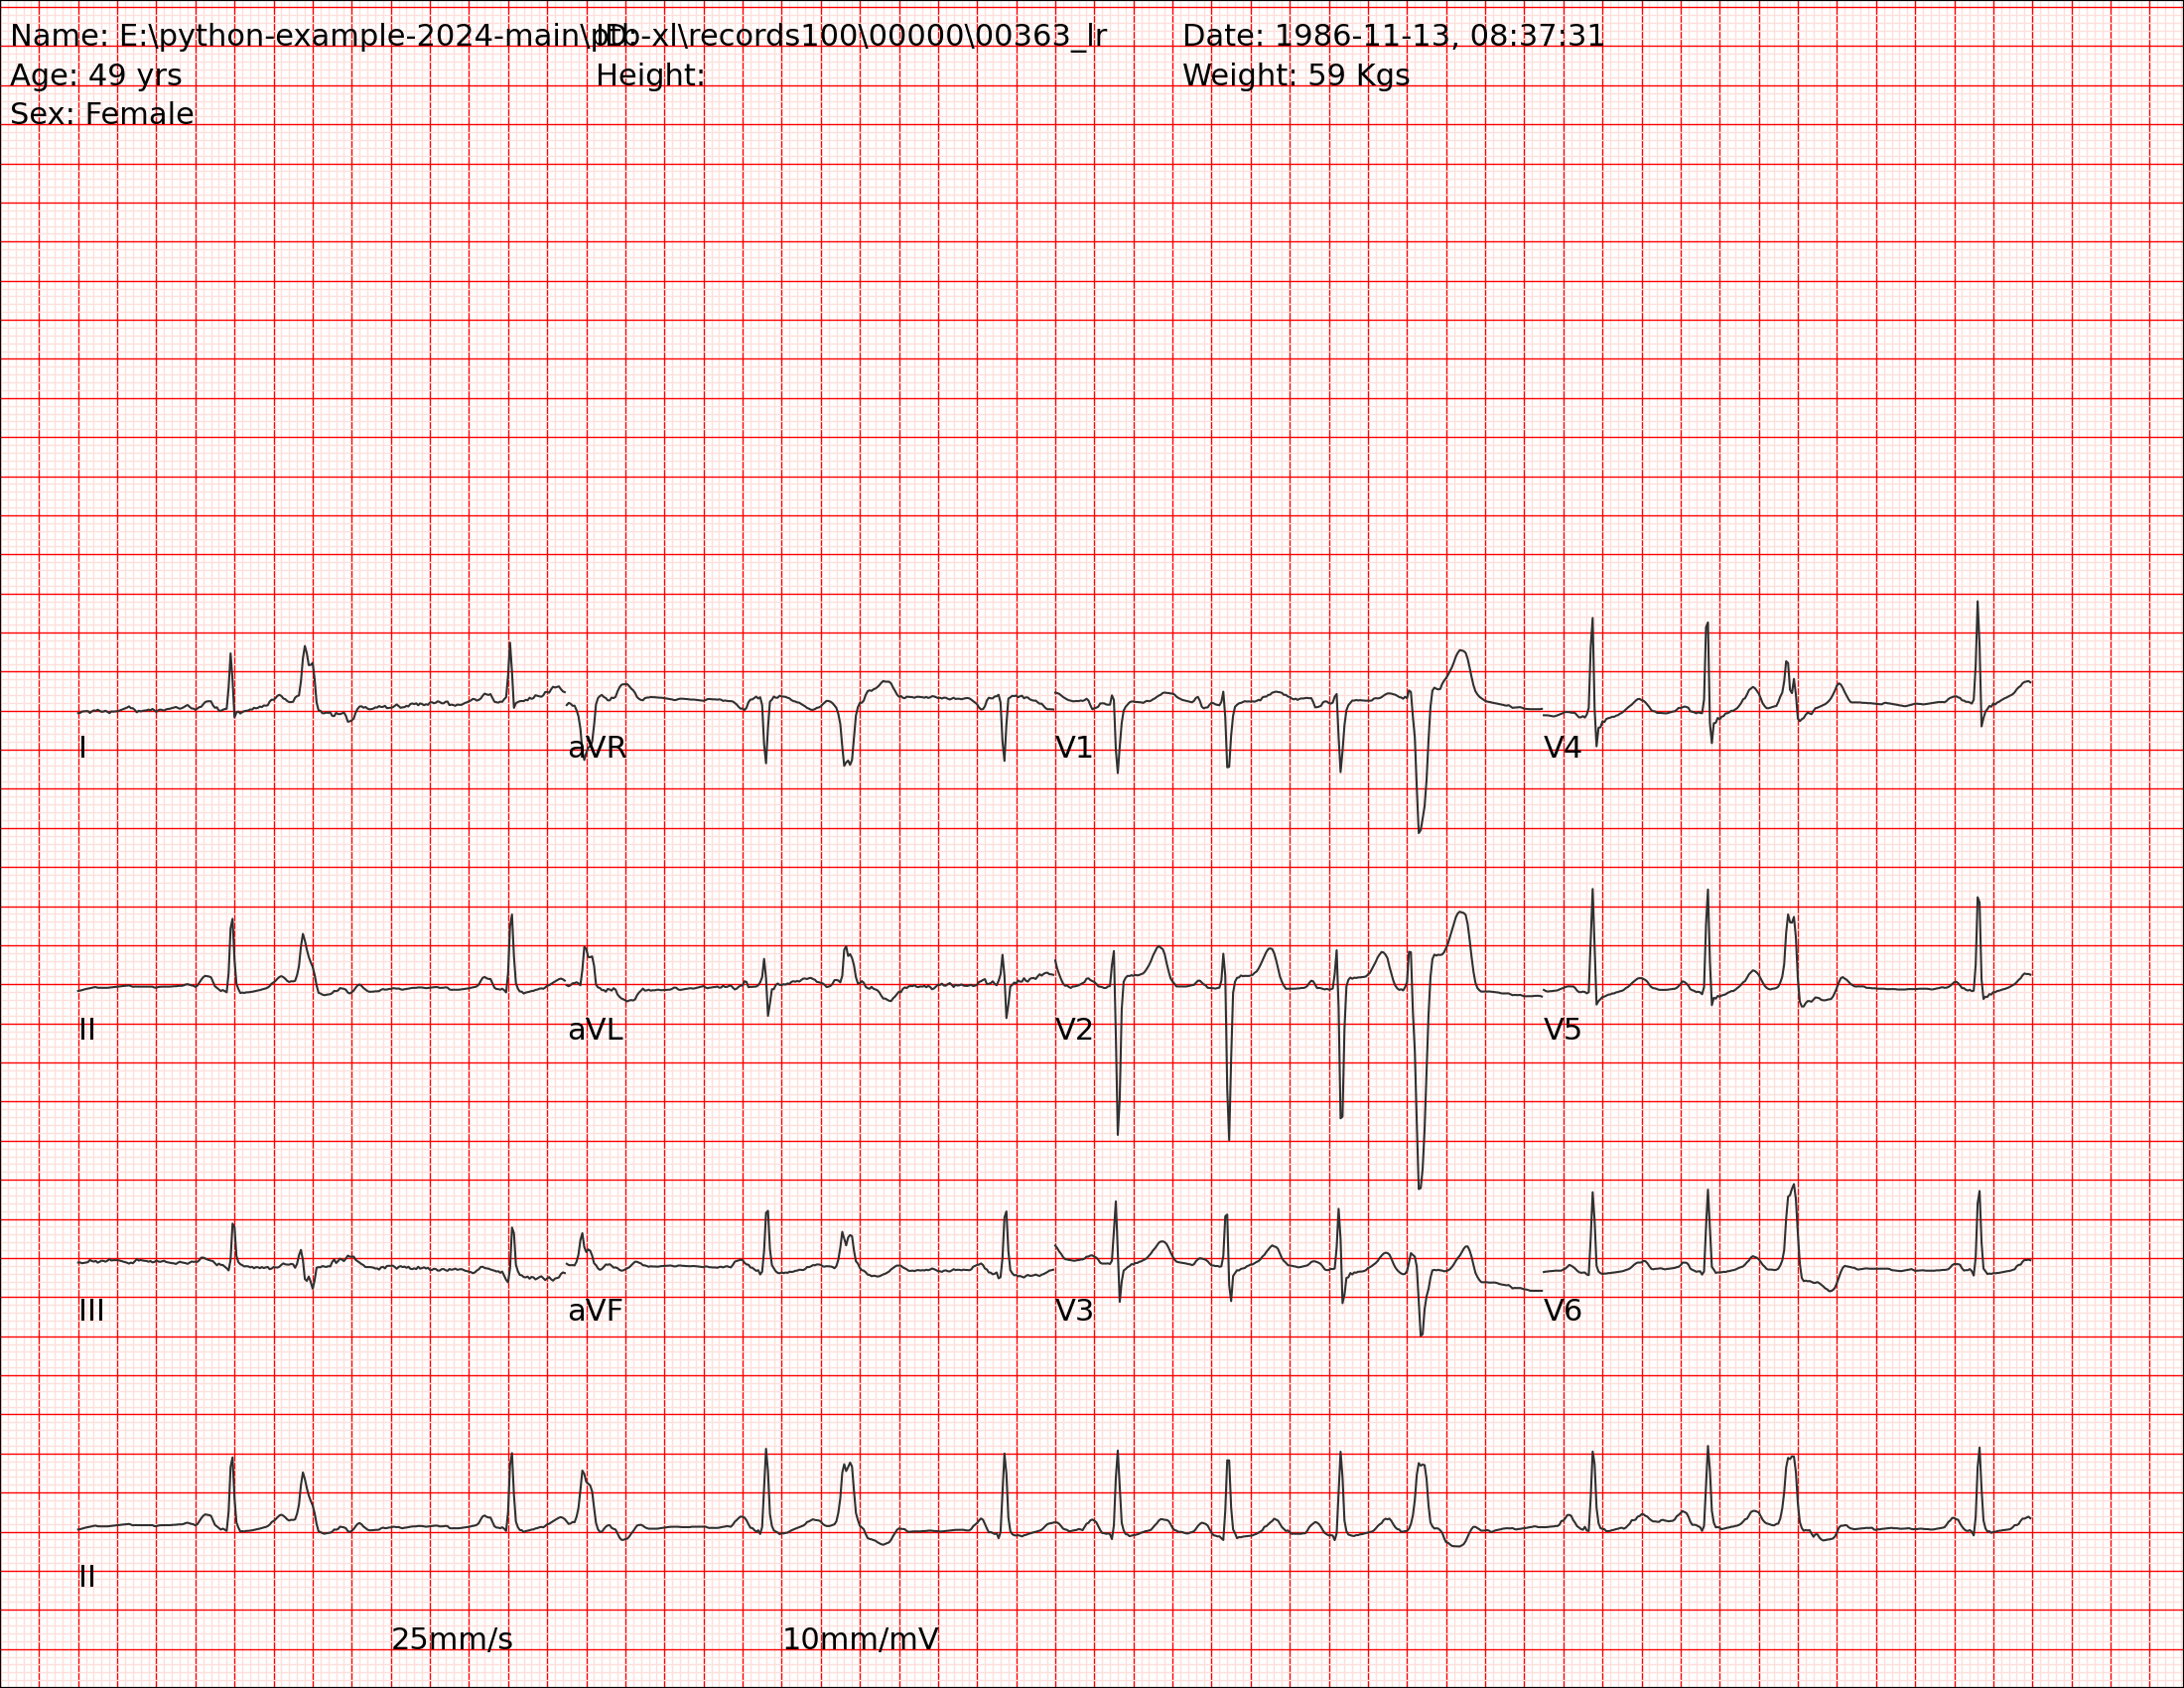 Name: E:\python-example-2024-main\ptb-xl\records100\00000\00363_lr ID: Date: 1986-11-13, 08:37:31
Age: 49 yrs Height: Weight: 59 Kgs
Sex: Female
I aVR V1 V4
II aVL V2 V5
III aVF V3 V6
II
25mm/s 10mm/mV